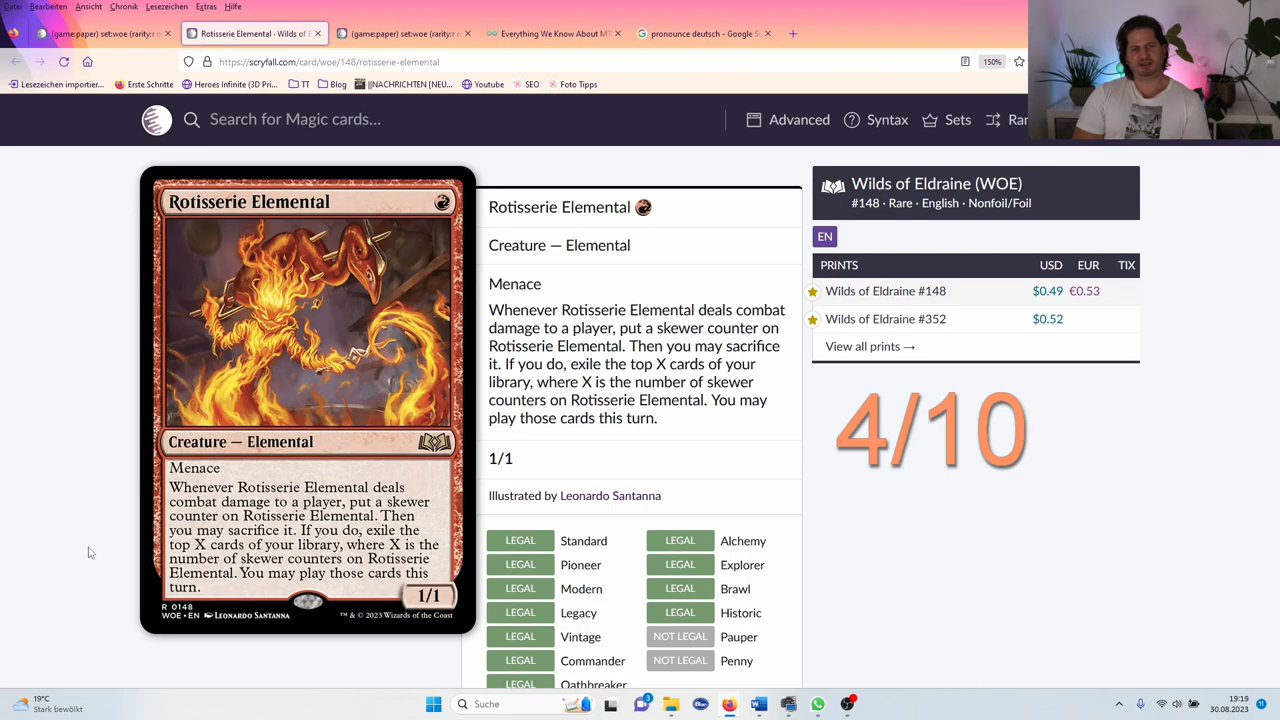 Datei Bearbeiten Ansicht Chronik Lesezeichen Extras Hilfe
(game:paper) set:woe (rarity:r o
Rotisserie Elemental · Wilds of E
(game:paper) set:woe (rarity:r o
Everything We Know About MT
pronounce deutsch - Google Su
https://scryfall.com/card/woe/148/rotisserie-elemental
150%
Lesezeichen importier...
Erste Schritte
Heroes Infinite (3D Pri...
TT
Blog
||NACHRICHTEN [NEU...
Youtube
SEO
Foto Tipps
Search for Magic cards...
Advanced
Syntax
Sets
Ran
Rotisserie Elemental
Creature — Elemental
Menace
Whenever Rotisserie Elemental deals
combat damage to a player, put a skewer
counter on Rotisserie Elemental. Then
you may sacrifice it. If you do, exile the
top X cards of your library, where X is the
number of skewer counters on Rotisserie
Elemental. You may play those cards this
turn.
1/1
R 0148
WOE • EN LEONARDO SANTANNA
™ & © 2023 Wizards of the Coast
Rotisserie Elemental
Creature — Elemental
Menace
Whenever Rotisserie Elemental deals combat
damage to a player, put a skewer counter on
Rotisserie Elemental. Then you may sacrifice
it. If you do, exile the top X cards of your
library, where X is the number of skewer
counters on Rotisserie Elemental. You may
play those cards this turn.
1/1
Illustrated by Leonardo Santanna
LEGAL Standard LEGAL Alchemy
LEGAL Pioneer LEGAL Explorer
LEGAL Modern LEGAL Brawl
LEGAL Legacy LEGAL Historic
LEGAL Vintage NOT LEGAL Pauper
LEGAL Commander NOT LEGAL Penny
LEGAL Oathbreaker
Wilds of Eldraine (WOE)
#148 · Rare · English · Nonfoil/Foil
EN
PRINTS USD EUR TIX
Wilds of Eldraine #148 $0.49 €0.53
Wilds of Eldraine #352 $0.52
View all prints →
4/10
19°C
Stark bewölkt
Suche
3
19:19
30.08.2023
11